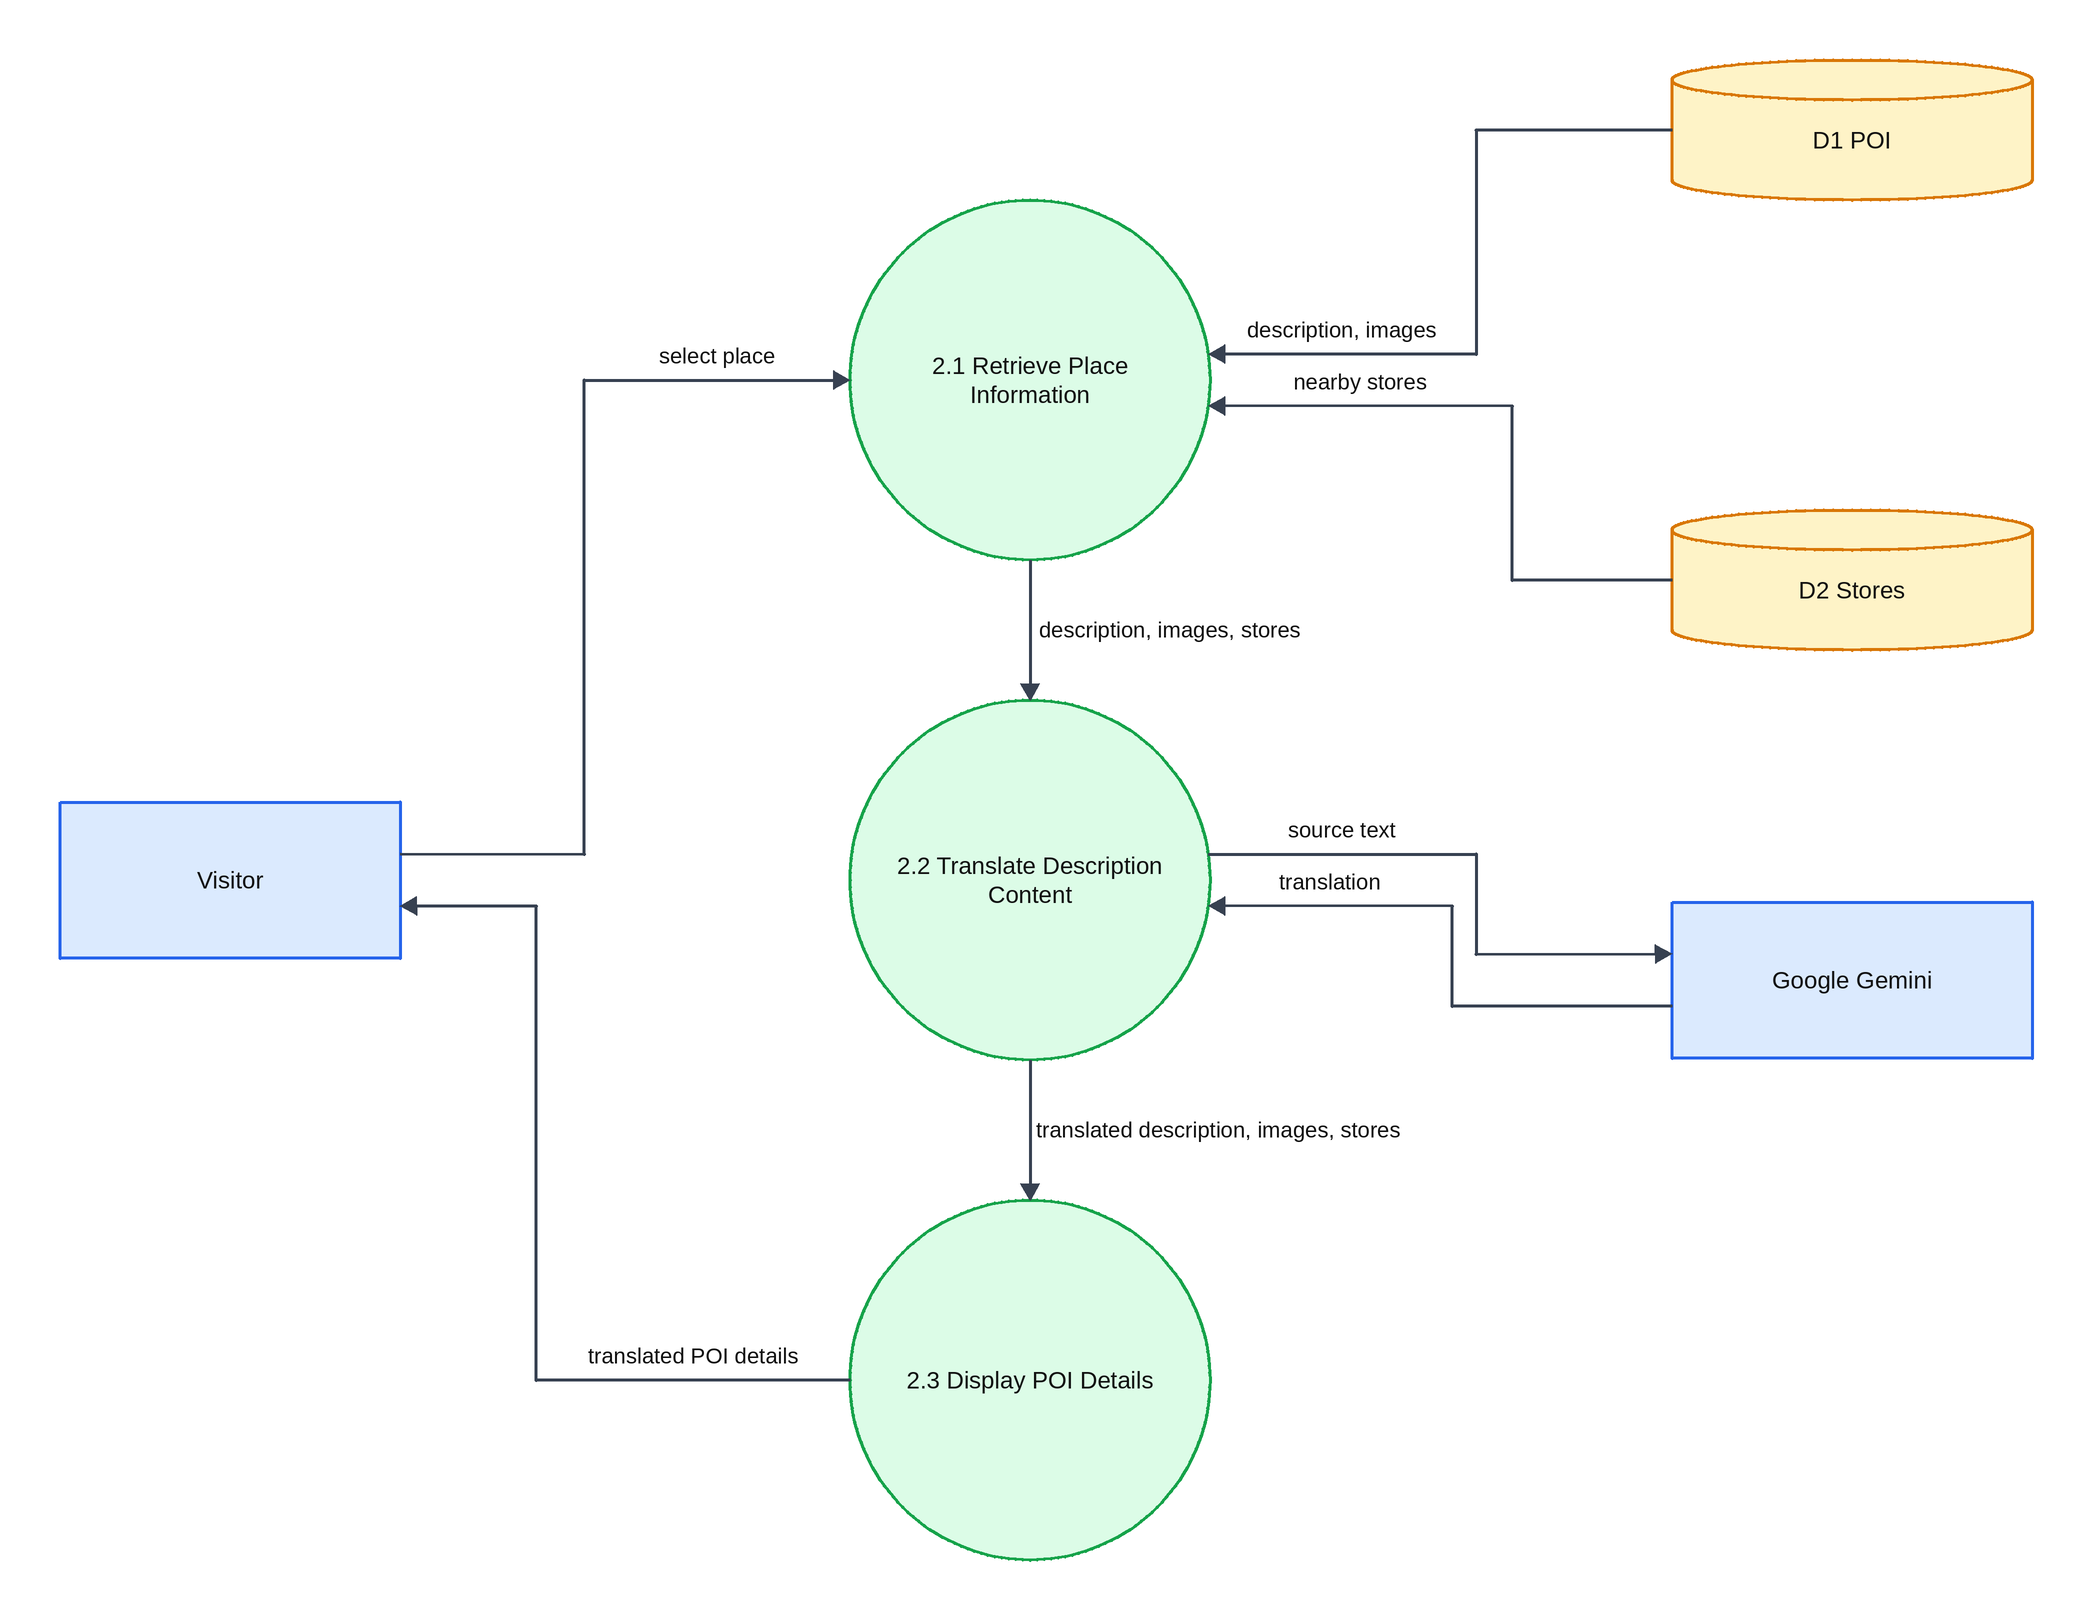 D1 POI
description, images
select place
2.1 Retrieve Place
Information
nearby stores
D2 Stores
description, images, stores
source text
2.2 Translate Description
Content
translation
Visitor
Google Gemini
translated description, images, stores
translated POI details
2.3 Display POI Details